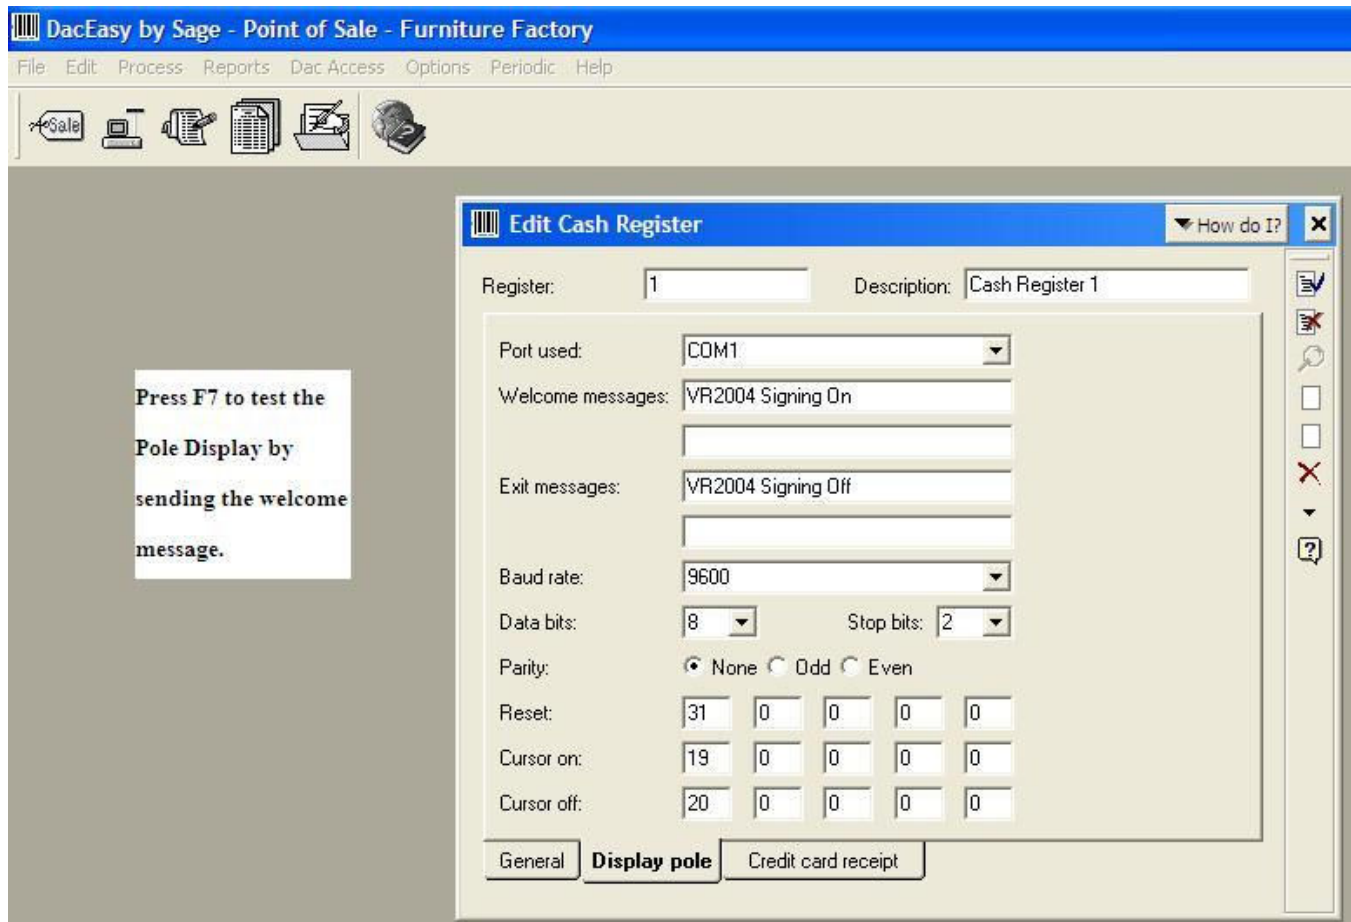 DacEasy by Sage - Point of Sale - Furniture Factory
File Edit Process Reports Dac Access Options Periodic Help
Sale
Edit Cash Register
How do I?
Register: 1 Description: Cash Register 1
Port used: COM1
Welcome messages: VR2004 Signing On
Exit messages: VR2004 Signing Off
Baud rate: 9600
Data bits: 8 Stop bits: 2
Parity: None Odd Even
Reset: 31 0 0 0 0
Cursor on: 19 0 0 0 0
Cursor off: 20 0 0 0 0
General Display pole Credit card receipt
Press F7 to test the
Pole Display by
sending the welcome
message.